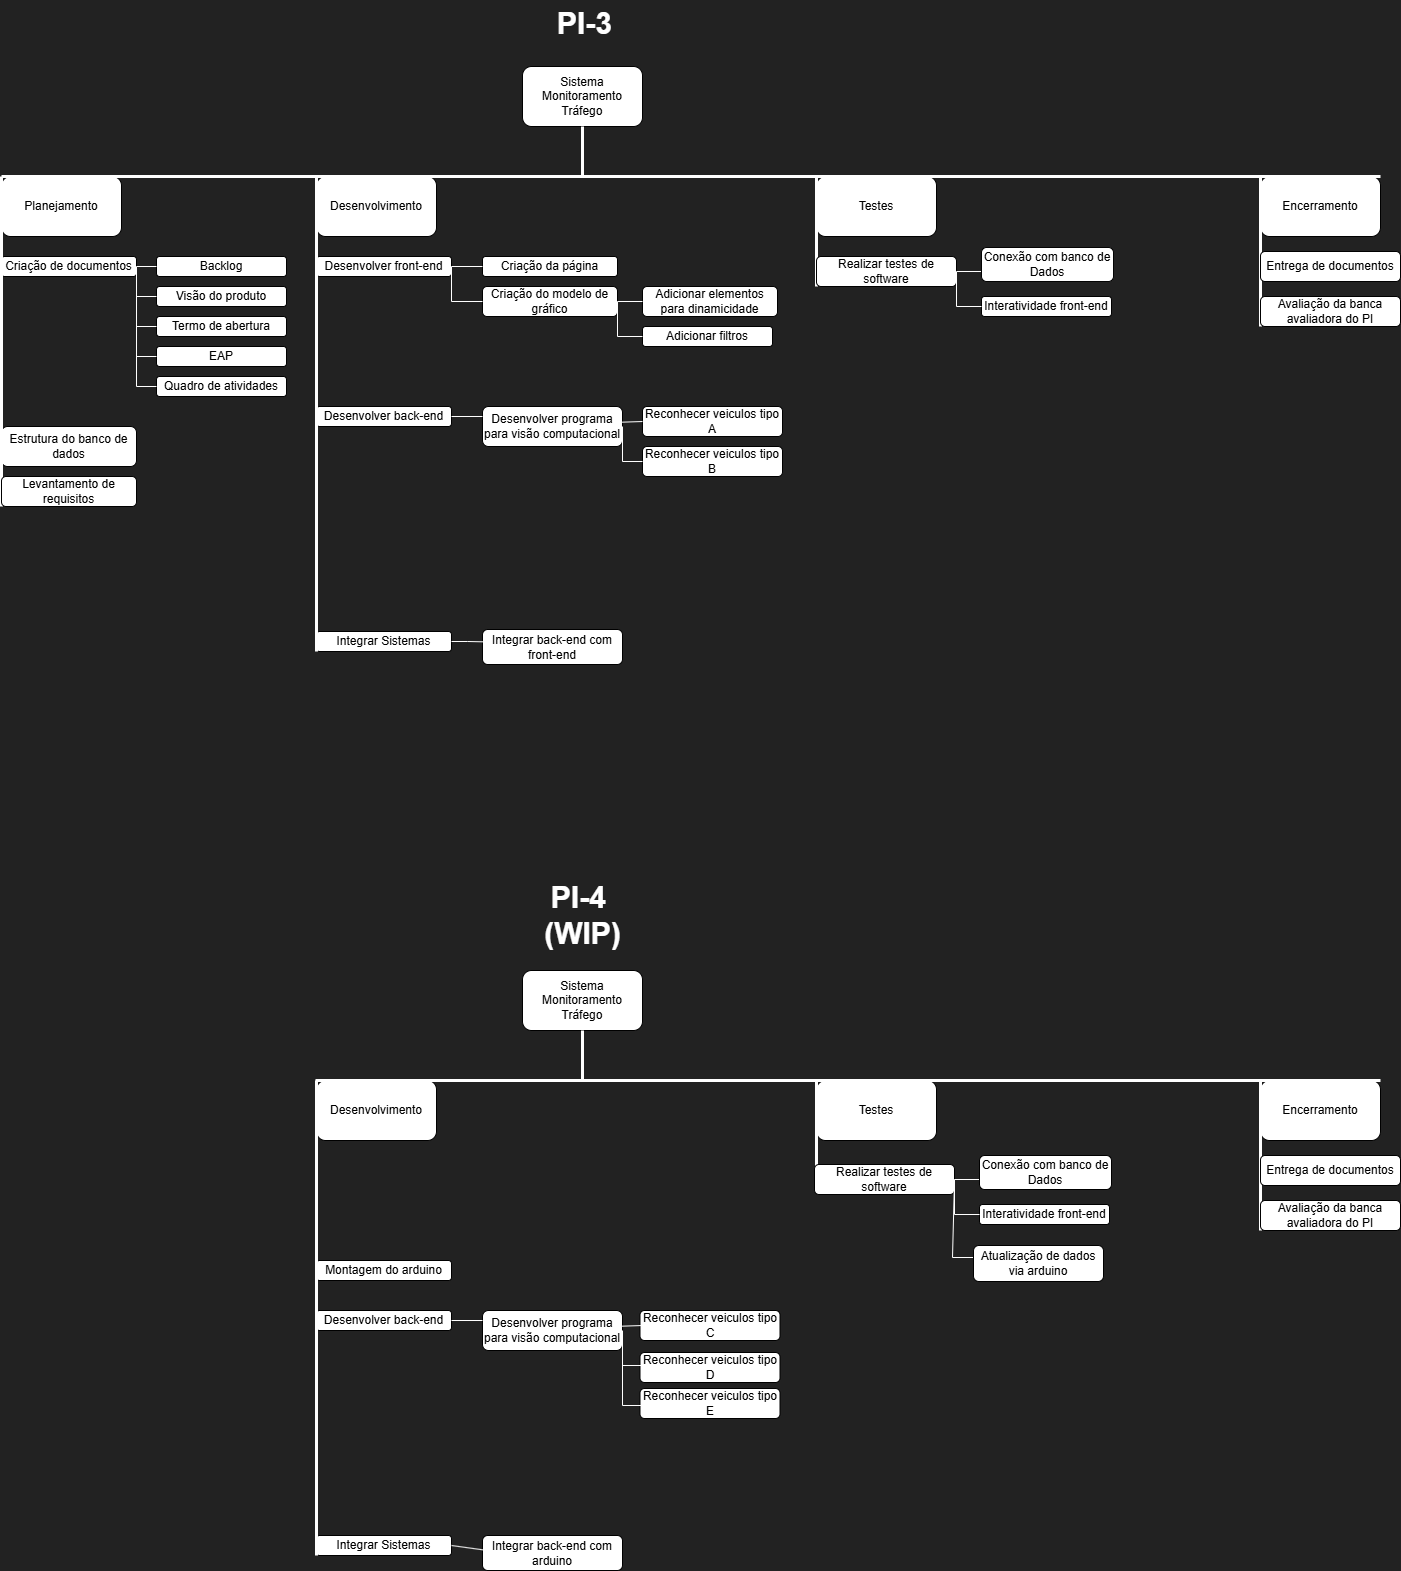 PI-3
Sistema
Monitoramento
Tráfego
Planejamento
Criação de documentos
Backlog
Visão do produto
Termo de abertura
EAP
Quadro de atividades
Estrutura do banco de
dados
Levantamento de
requisitos
Desenvolvimento
Desenvolver front-end
Criação da página
Criação do modelo de
gráfico
Adicionar elementos
para dinamicidade
Adicionar filtros
Desenvolver back-end
Desenvolver programa
para visão computacional
Reconhecer veiculos tipo
A
Reconhecer veiculos tipo
B
Integrar Sistemas
Integrar back-end com
front-end
Testes
Realizar testes de
software
Conexão com banco de
Dados
Interatividade front-end
Encerramento
Entrega de documentos
Avaliação da banca
avaliadora do PI
PI-4
(WIP)
Sistema
Monitoramento
Tráfego
Desenvolvimento
Montagem do arduino
Desenvolver back-end
Desenvolver programa
para visão computacional
Reconhecer veiculos tipo
C
Reconhecer veiculos tipo
D
Reconhecer veiculos tipo
E
Integrar Sistemas
Integrar back-end com
arduino
Testes
Realizar testes de
software
Conexão com banco de
Dados
Interatividade front-end
Atualização de dados
via arduino
Encerramento
Entrega de documentos
Avaliação da banca
avaliadora do PI